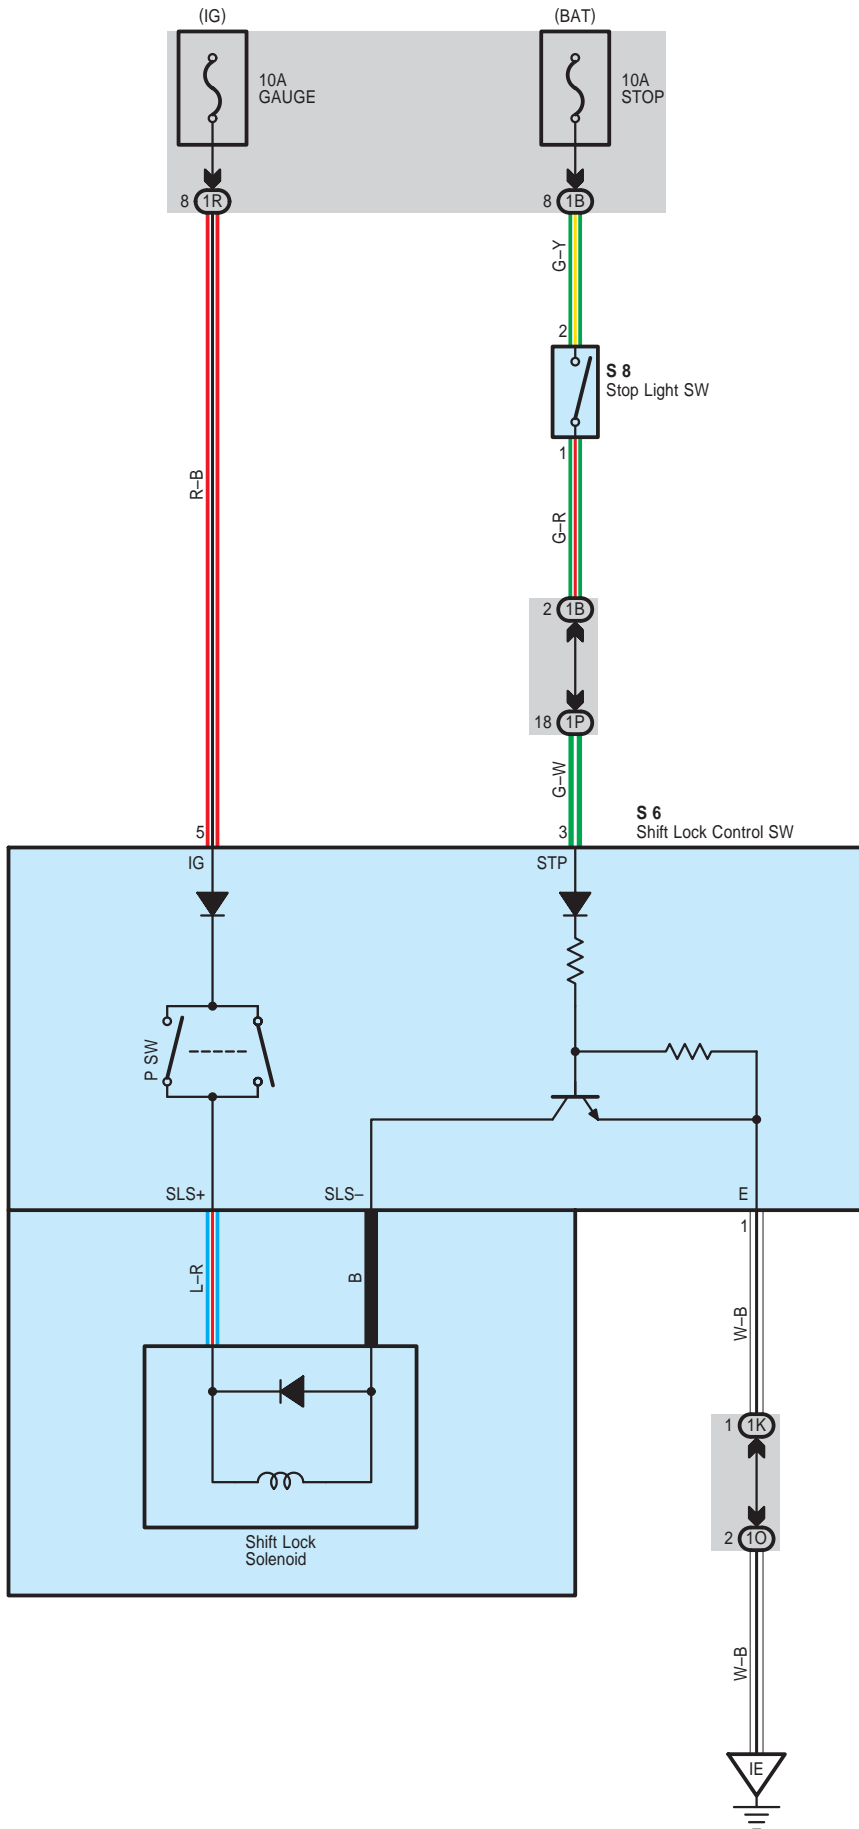 (IG)
(BAT)
10A
GAUGE
10A
STOP
8
1R
8
1B
G–Y
2
S 8
Stop Light SW
1
R–B
G–R
2
1B
18
1P
G–W
S 6
Shift Lock Control SW
5
3
IG
STP
P SW
SLS+
SLS–
E
1
L–R
B
W–B
1
1K
2
1O
Shift Lock
Solenoid
W–B
IE